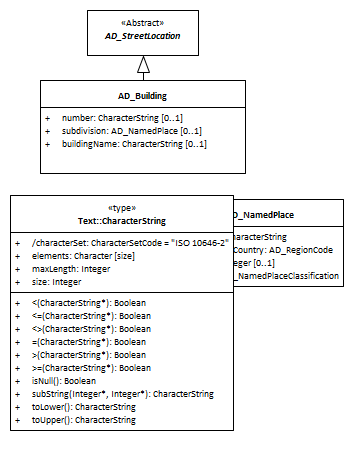 «Abstract»
AD_StreetLocation
AD_Building
+ number: CharacterString [0..1]
+ subdivision: AD_NamedPlace [0..1]
+ buildingName: CharacterString [0..1]
«type»
Text::CharacterString
+ /characterSet: CharacterSetCode = "ISO 10646-2"
+ elements: Character [size]
+ maxLength: Integer
+ size: Integer
+ <(CharacterString*): Boolean
+ <=(CharacterString*): Boolean
+ <>(CharacterString*): Boolean
+ =(CharacterString*): Boolean
+ >(CharacterString*): Boolean
+ >=(CharacterString*): Boolean
+ isNull(): Boolean
+ subString(Integer*, Integer*): CharacterString
+ toLower(): CharacterString
+ toUpper(): CharacterString
D_NamedPlace
haracterString
Country: AD_RegionCode
eger [0..1]
_NamedPlaceClassification